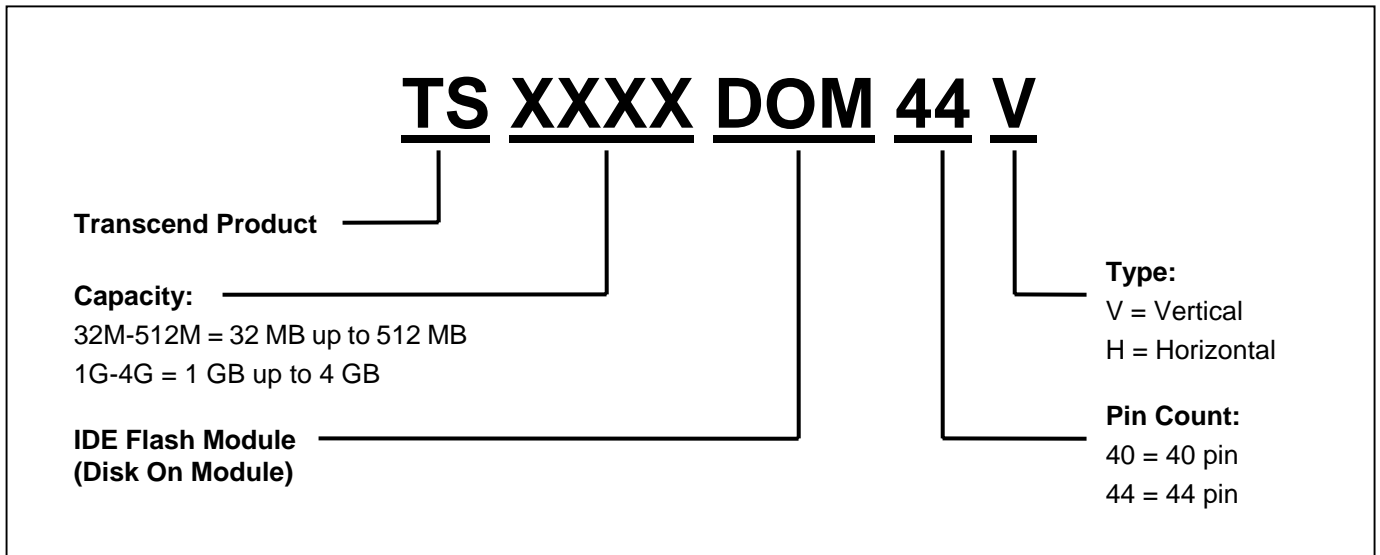 TS XXXX DOM 44 V
Transcend Product
Capacity:
32M-512M = 32 MB up to 512 MB
1G-4G = 1 GB up to 4 GB
IDE Flash Module
(Disk On Module)
Type:
V = Vertical
H = Horizontal
Pin Count:
40 = 40 pin
44 = 44 pin